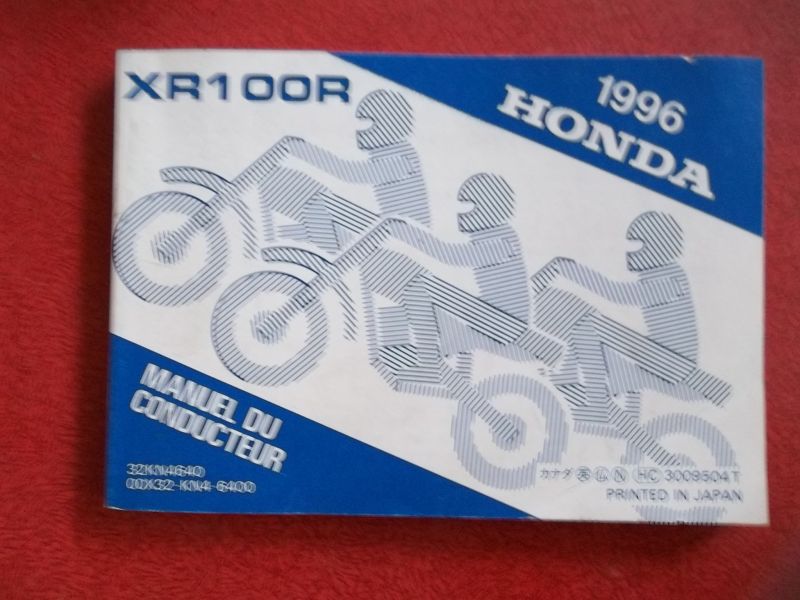 XR100R
1996
HONDA
MANUEL DU
CONDUCTEUR
32KN4640
00X32-KN4-6400
カナダ 英 仏 N HC 3009504T
PRINTED IN JAPAN